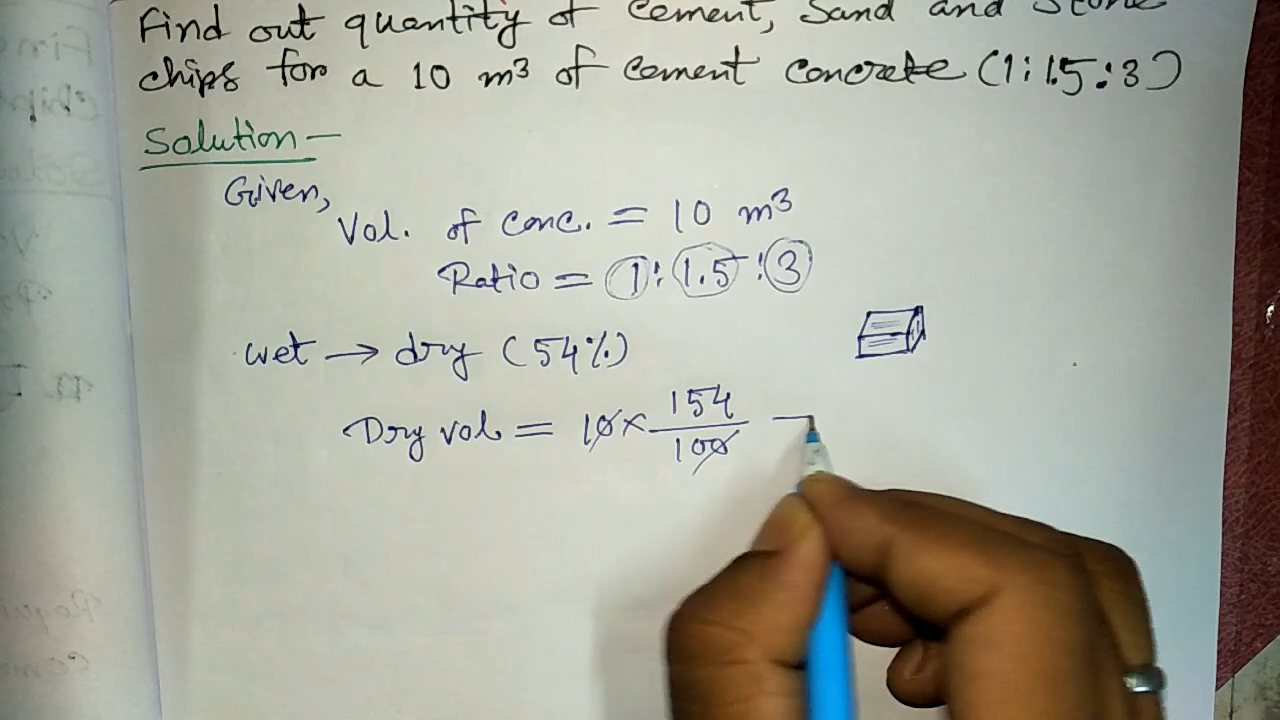 Find out quantity of cement, Sand and Stone
chips for a 10 m³ of cement concrete (1:1.5:3)
Solution —
Given,
Vol. of Conc. = 10 m³
Ratio = 1:1.5:3
wet → dry (54%)
Dry vol. = 10 × 154/100